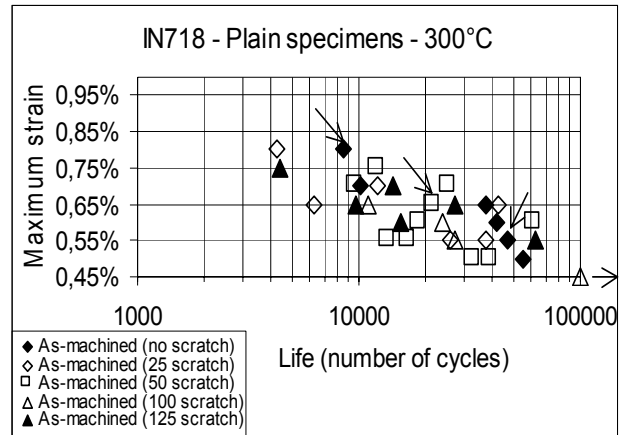 IN718 - Plain specimens - 300°C
Maximum strain
0,95%
0,85%
0,75%
0,65%
0,55%
0,45%
1000 10000 100000
Life (number of cycles)
As-machined (no scratch)
As-machined (25 scratch)
As-machined (50 scratch)
As-machined (100 scratch)
As-machined (125 scratch)